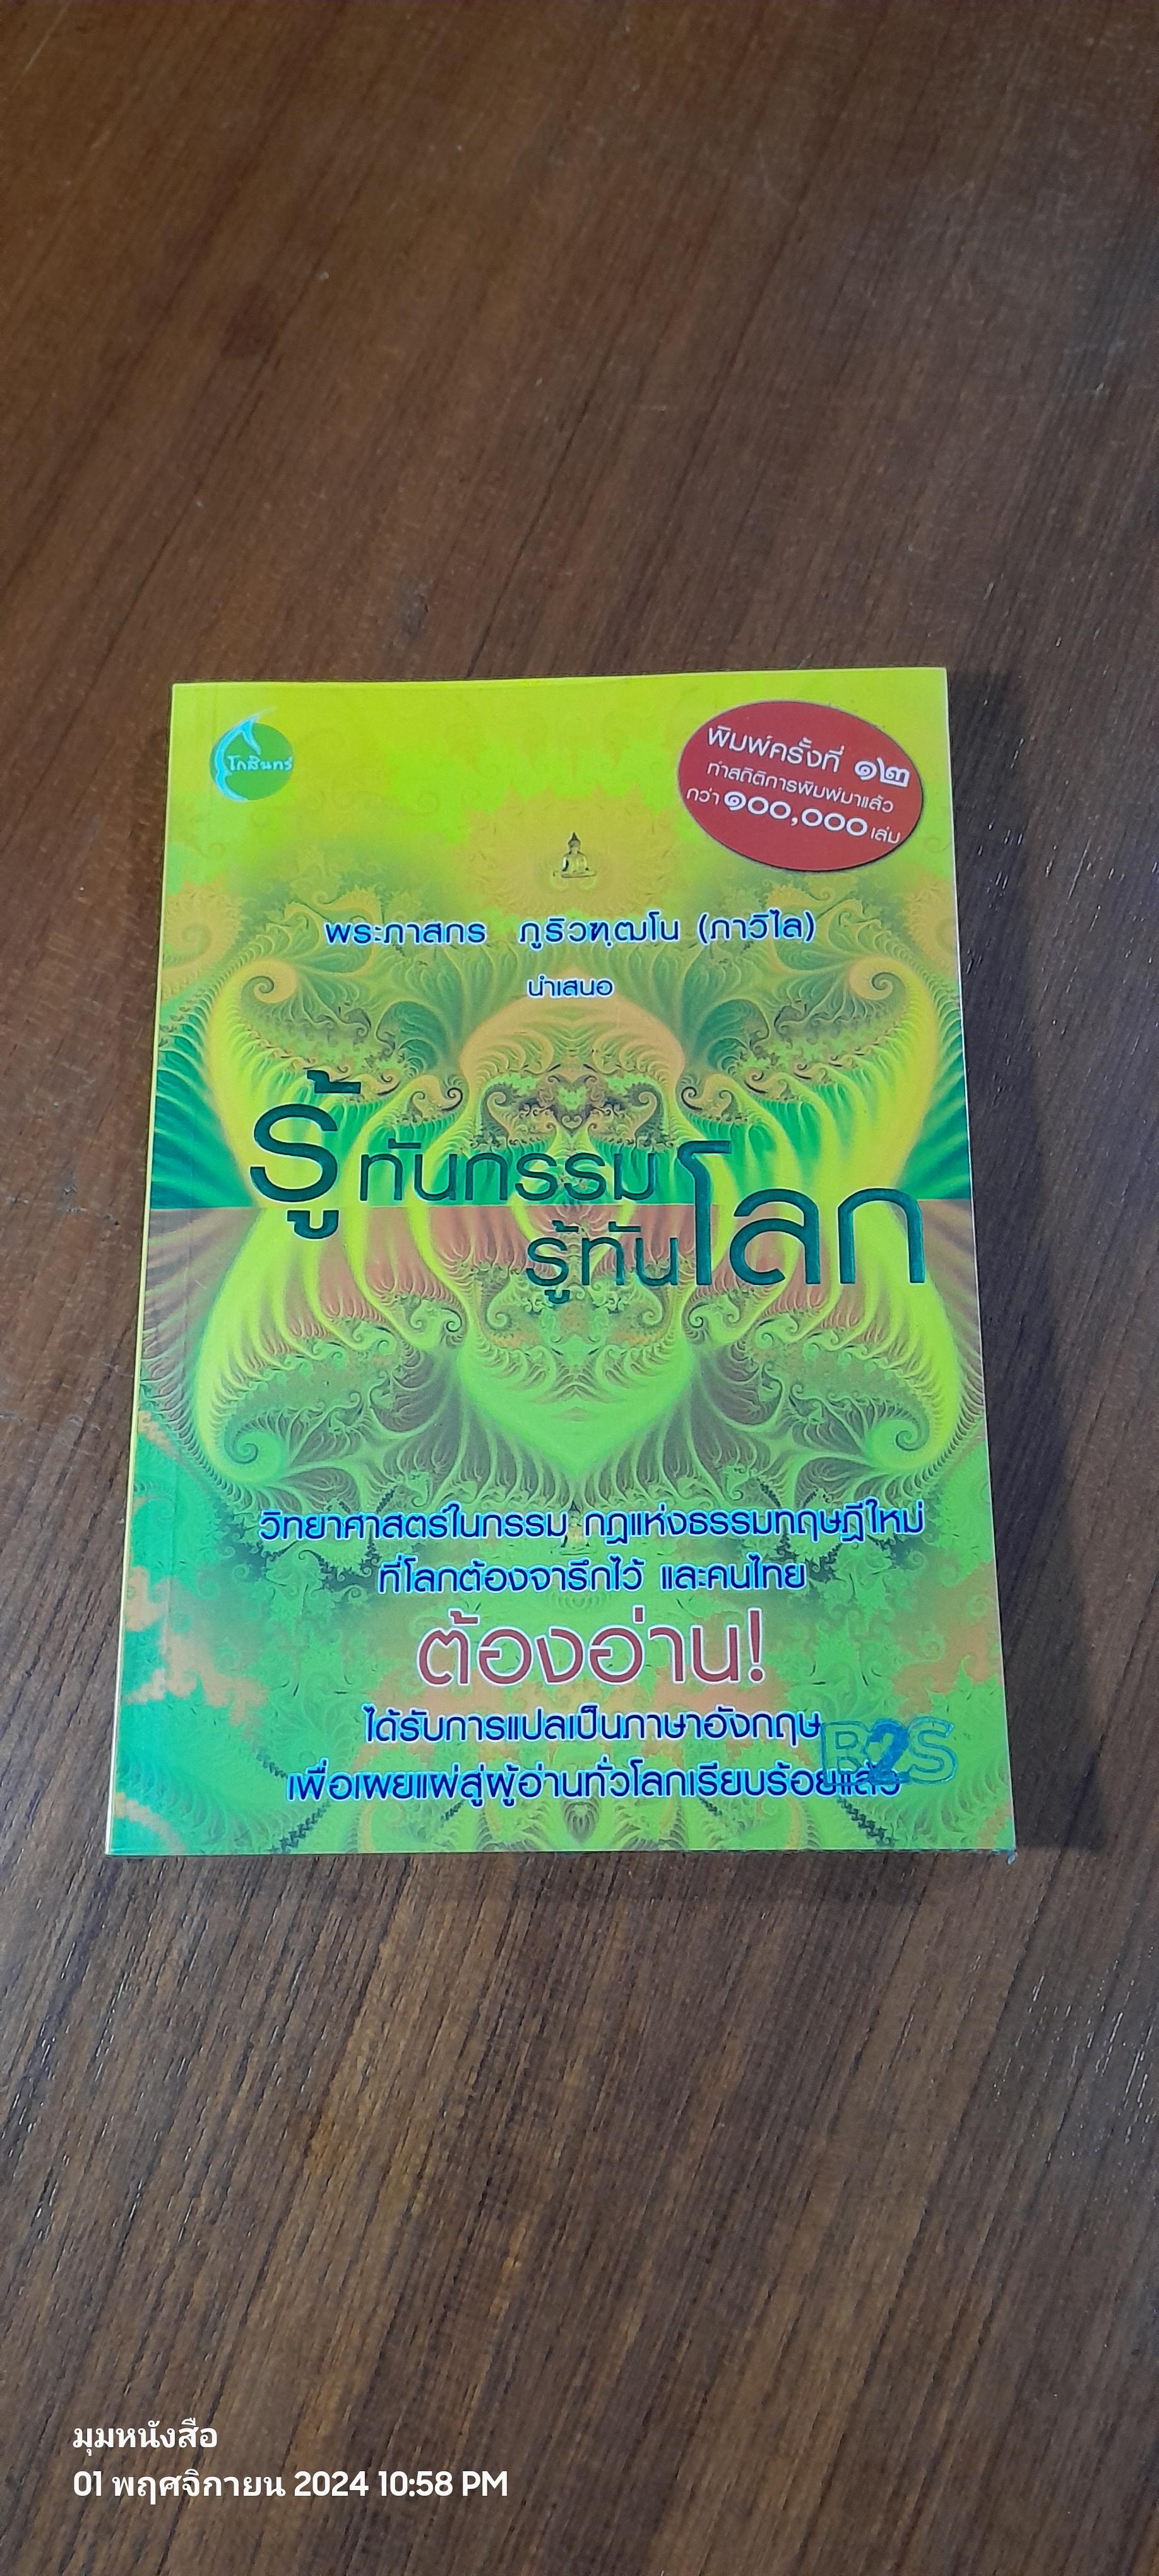 โกสินทร์
พิมพ์ครั้งที่ ๑๒
ทำสถิติการพิมพ์มาแล้ว
กว่า ๑๐๐,๐๐๐ เล่ม
พระภาสกร ภูริวฑฺฒโน (ภาวิไล)
นำเสนอ
รู้ทันกรรม
รู้ทันโลก
วิทยาศาสตร์ในกรรม กฎแห่งธรรมทฤษฎีใหม่
ที่โลกต้องจารึกไว้ และคนไทย
ต้องอ่าน!
ได้รับการแปลเป็นภาษาอังกฤษ
เพื่อเผยแผ่สู่ผู้อ่านทั่วโลกเรียบร้อยแล้ว
B2S
มุมหนังสือ
01 พฤศจิกายน 2024 10:58 PM